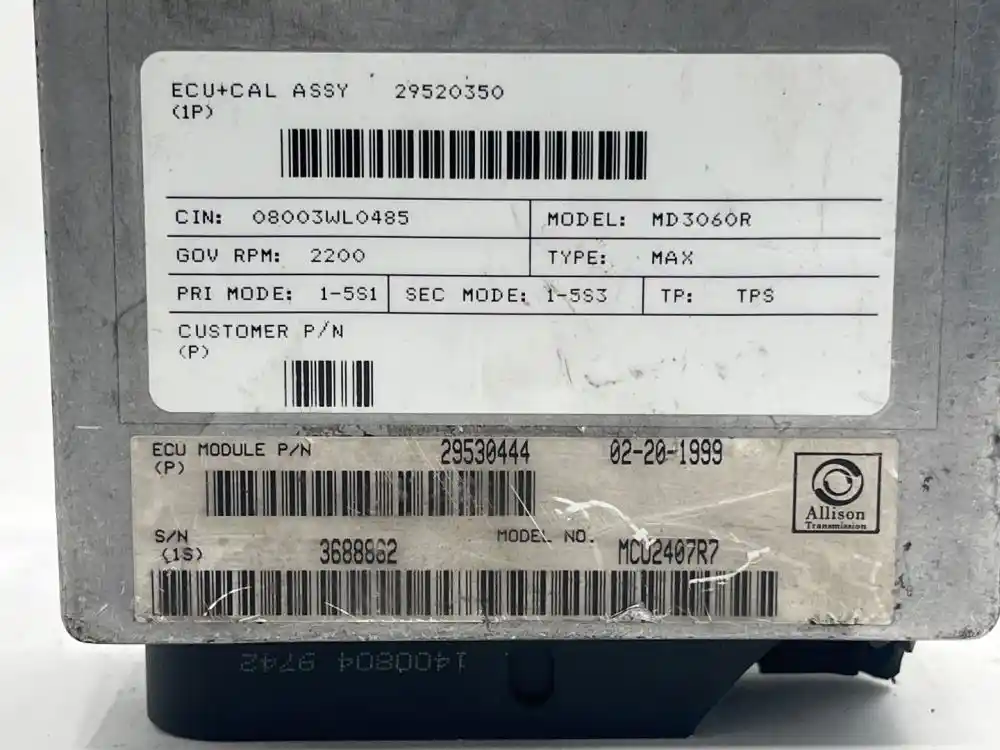 ECU+CAL ASSY 29520350
(1P)
CIN: 08003WL0485 MODEL: MD3060R
GOV RPM: 2200 TYPE: MAX
PRI MODE: 1-5S1 SEC MODE: 1-5S3 TP: TPS
CUSTOMER P/N
(P)
ECU MODULE P/N 29530444 02-20-1999
(P)
Allison
Transmission
S/N MODEL NO.
(1S) 3688862 MCU2407R7
1400804 9742